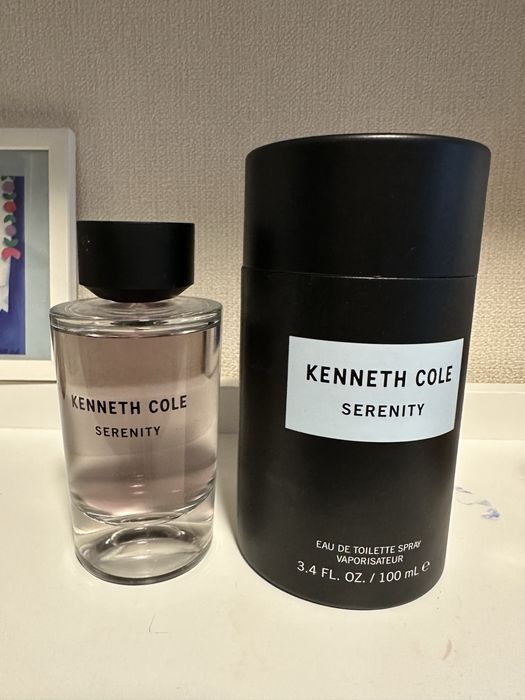 KENNETH COLE
SERENITY
KENNETH COLE
SERENITY
EAU DE TOILETTE SPRAY
VAPORISATEUR
3.4 FL. OZ. / 100 mL ℮